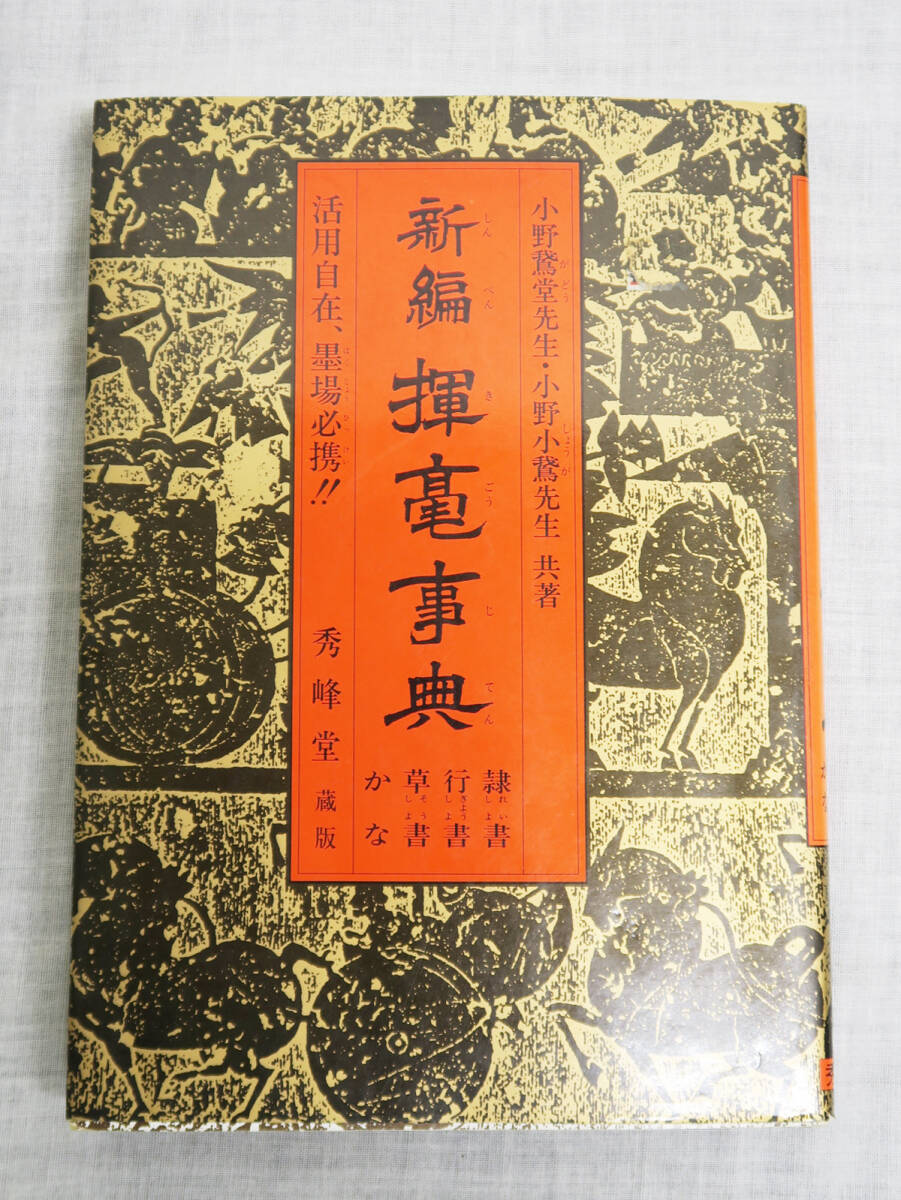 小野鵞堂先生・小野小鵞先生 共著
新編 揮毫事典
隷書
行書
草書
かな
活用自在、墨場必携!!
秀峰堂 蔵版